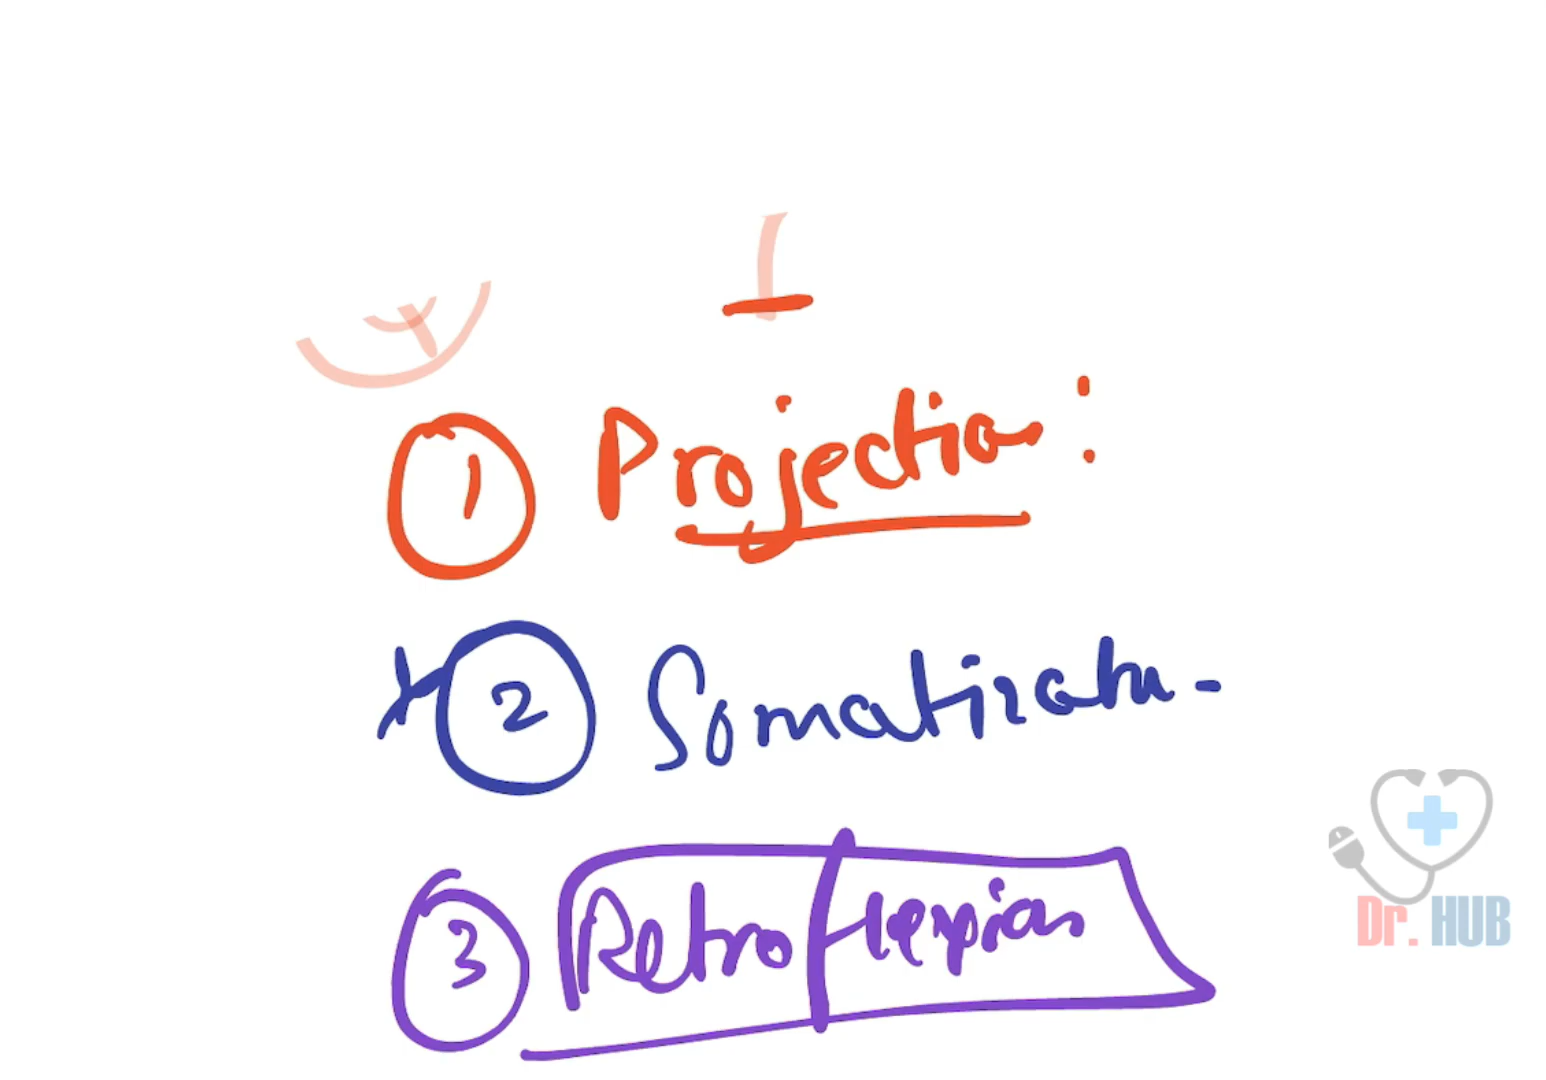 1 Projection:
2 Somatization -
3 Retroflexion
Dr. HUB